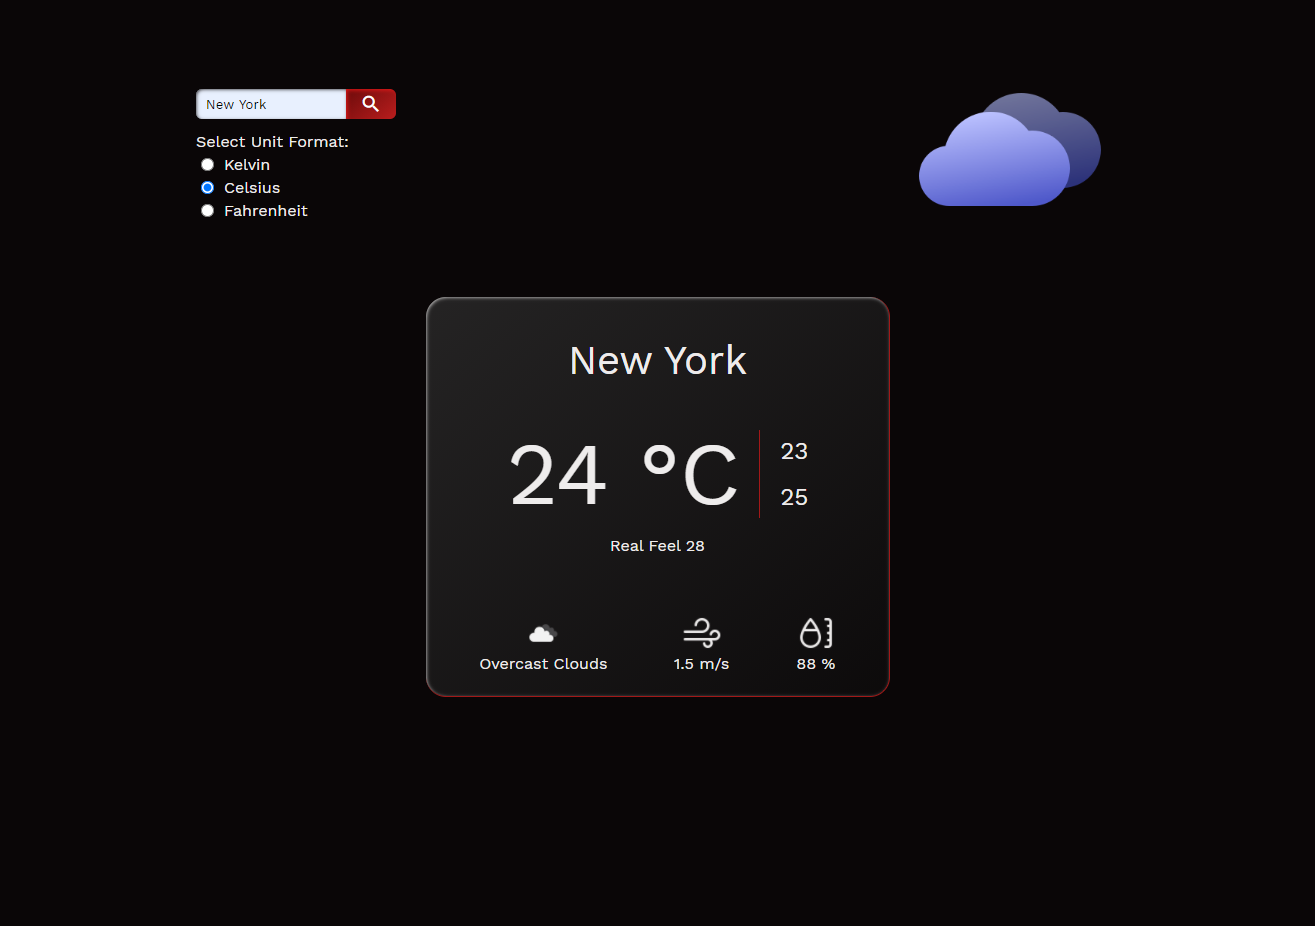 New York
Select Unit Format:
Kelvin
Celsius
Fahrenheit
New York
24 °C
23
25
Real Feel 28
Overcast Clouds
1.5 m/s
88 %